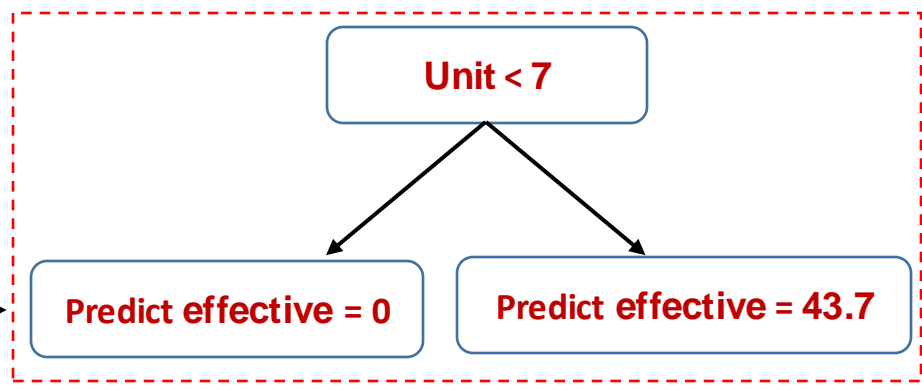 Unit < 7
Predict effective = 0
Predict effective = 43.7